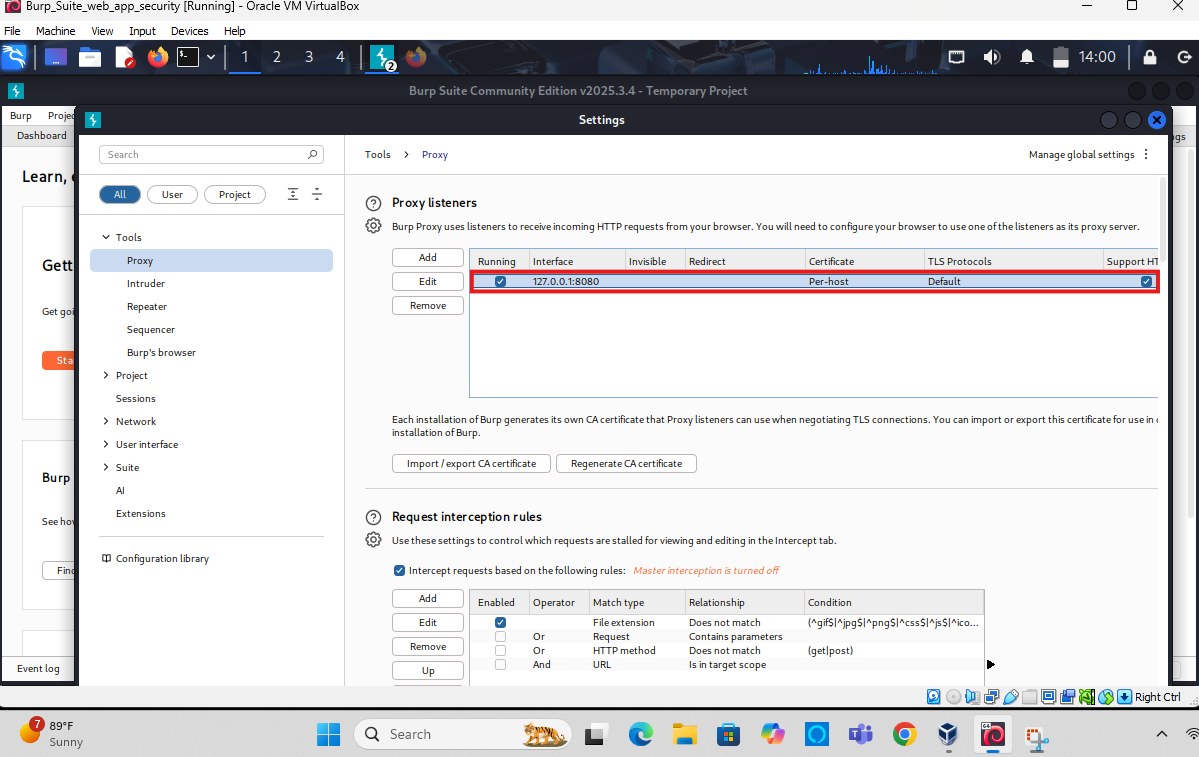 Burp_Suite_web_app_security [Running] - Oracle VM VirtualBox
File Machine View Input Devices Help
1 2 3 4 2 14:00
Burp Suite Community Edition v2025.3.4 - Temporary Project
Burp Projec
Settings
Dashboard
gs
Search
Tools > Proxy
Manage global settings
Learn, e
All User Project
Proxy listeners
Burp Proxy uses listeners to receive incoming HTTP requests from your browser. You will need to configure your browser to use one of the listeners as its proxy server.
Tools
Proxy
Intruder
Repeater
Sequencer
Burp's browser
Project
Sessions
Network
User interface
Suite
AI
Extensions
Configuration library
Add
Edit
Remove
Running Interface Invisible Redirect Certificate TLS Protocols Support HT
127.0.0.1:8080 Per-host Default
Gett
Get goi
Sta
Each installation of Burp generates its own CA certificate that Proxy listeners can use when negotiating TLS connections. You can import or export this certificate for use in o
installation of Burp.
Import / export CA certificate Regenerate CA certificate
Burp
See how
Find
Request interception rules
Use these settings to control which requests are stalled for viewing and editing in the Intercept tab.
Intercept requests based on the following rules: Master interception is turned off
Add
Edit
Remove
Up
Enabled Operator Match type Relationship Condition
File extension Does not match (^gif$|^jpg$|^png$|^css$|^js$|^ico...
Or Request Contains parameters
Or HTTP method Does not match (get|post)
And URL Is in target scope
Event log
Right Ctrl
7
89°F
Sunny
Search
64